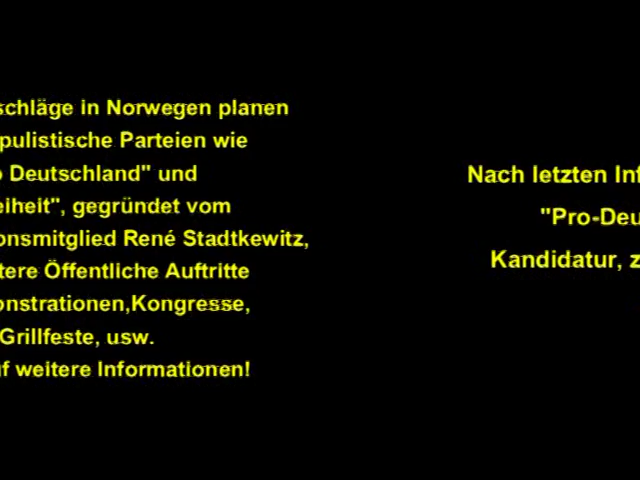 schläge in Norwegen planen
pulistische Parteien wie
Deutschland" und
eiheit", gegründet vom
onsmitglied René Stadtkewitz,
tere Öffentliche Auftritte
onstrationen,Kongresse,
Grillfeste, usw.
f weitere Informationen!
Nach letzten Inf
"Pro-Deu
Kandidatur, z